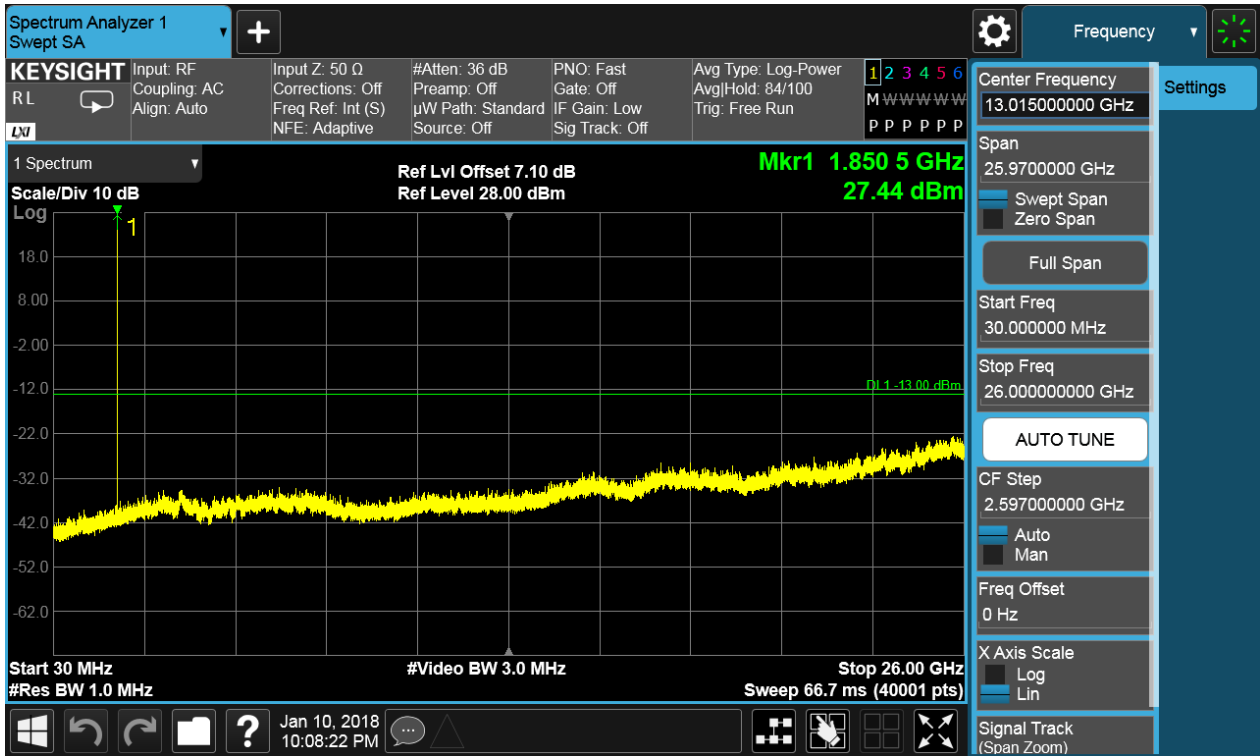 Spectrum Analyzer 1
Swept SA
+
Frequency
KEYSIGHT
R L
LXI
Input: RF
Coupling: AC
Align: Auto
Input Z: 50 Ω
Corrections: Off
Freq Ref: Int (S)
NFE: Adaptive
#Atten: 36 dB
Preamp: Off
µW Path: Standard
Source: Off
PNO: Fast
Gate: Off
IF Gain: Low
Sig Track: Off
Avg Type: Log-Power
Avg|Hold: 84/100
Trig: Free Run
1 2 3 4 5 6
M W W W W W
P P P P P P
1 Spectrum
Scale/Div 10 dB
Log
Ref Lvl Offset 7.10 dB
Ref Level 28.00 dBm
Mkr1 1.850 5 GHz
27.44 dBm
1
18.0
8.00
-2.00
-12.0
-22.0
-32.0
-42.0
-52.0
-62.0
DL1 -13.00 dBm
Start 30 MHz
#Res BW 1.0 MHz
#Video BW 3.0 MHz
Stop 26.00 GHz
Sweep 66.7 ms (40001 pts)
Center Frequency
13.015000000 GHz
Span
25.9700000 GHz
Swept Span
Zero Span
Full Span
Start Freq
30.000000 MHz
Stop Freq
26.000000000 GHz
AUTO TUNE
CF Step
2.597000000 GHz
Auto
Man
Freq Offset
0 Hz
X Axis Scale
Log
Lin
Signal Track
(Span Zoom)
Settings
?
Jan 10, 2018
10:08:22 PM